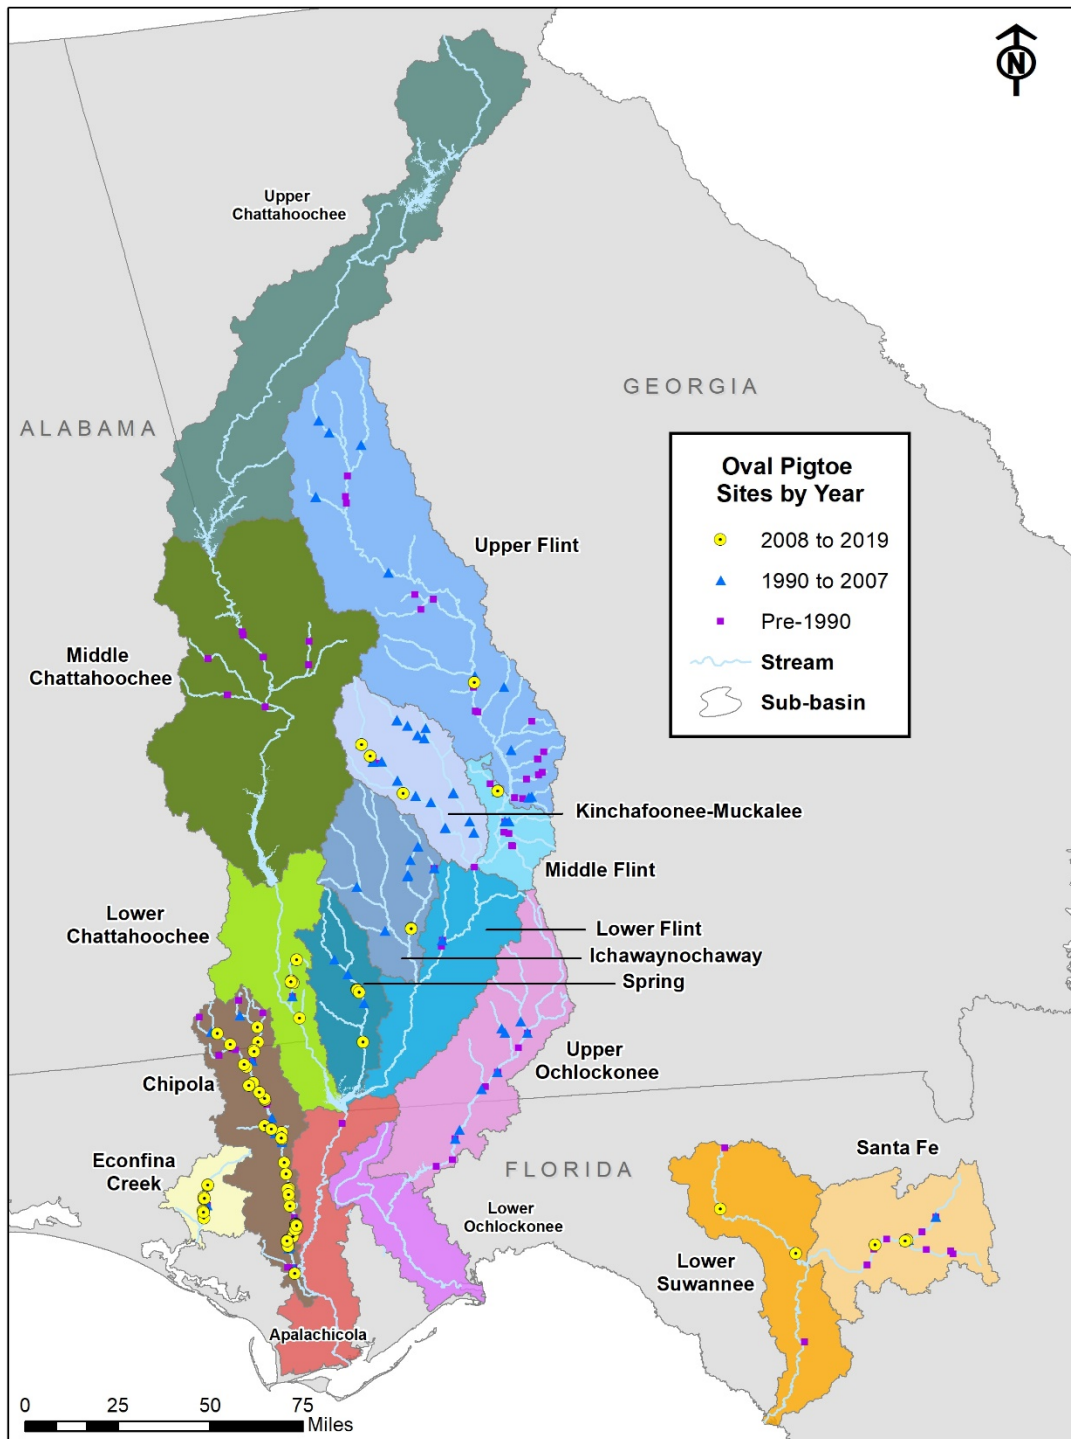 N
Upper
Chattahoochee
GEORGIA
ALABAMA
Oval Pigtoe
Sites by Year
2008 to 2019
1990 to 2007
Pre-1990
Stream
Sub-basin
Upper Flint
Middle
Chattahoochee
Kinchafoonee-Muckalee
Middle Flint
Lower
Chattahoochee
Lower Flint
Ichawaynochaway
Spring
Upper
Ochlockonee
Chipola
Econfina
Creek
FLORIDA
Santa Fe
Lower
Ochlockonee
Lower
Suwannee
Apalachicola
0 25 50 75
Miles